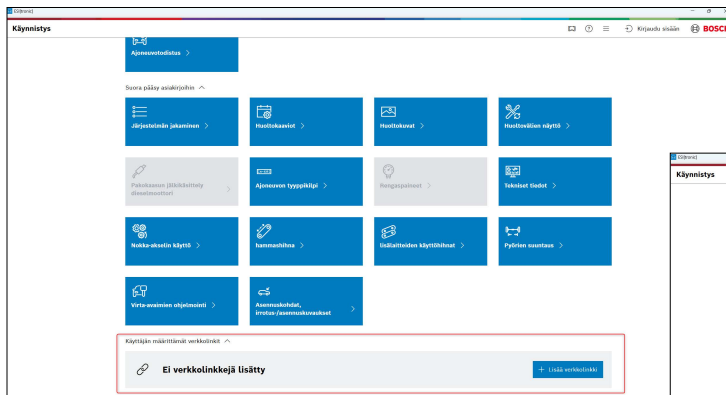 ES[tronic]
Käynnistys
Kirjaudu sisään
BOSCH
Ajoneuvotodistus
Suora pääsy asiakirjoihin
Järjestelmän jakaminen
Huoltokaaviot
Huoltokuvat
Huoltovälien näyttö
Pakokaasun jälkikäsittely
dieselmoottori
Ajoneuvon tyyppikilpi
Rengaspaineet
Tekniset tiedot
Nokka-akselin käyttö
hammashihna
lisälaitteiden käyttöhihnat
Pyörien suuntaus
Virta-avaimien ohjelmointi
Asennuskohdat,
irrotus-/asennuskuvaukset
Käyttäjän määrittämät verkkolinkit
Ei verkkolinkkejä lisätty
+ Lisää verkkolinkki
ES[tronic]
Käynnistys